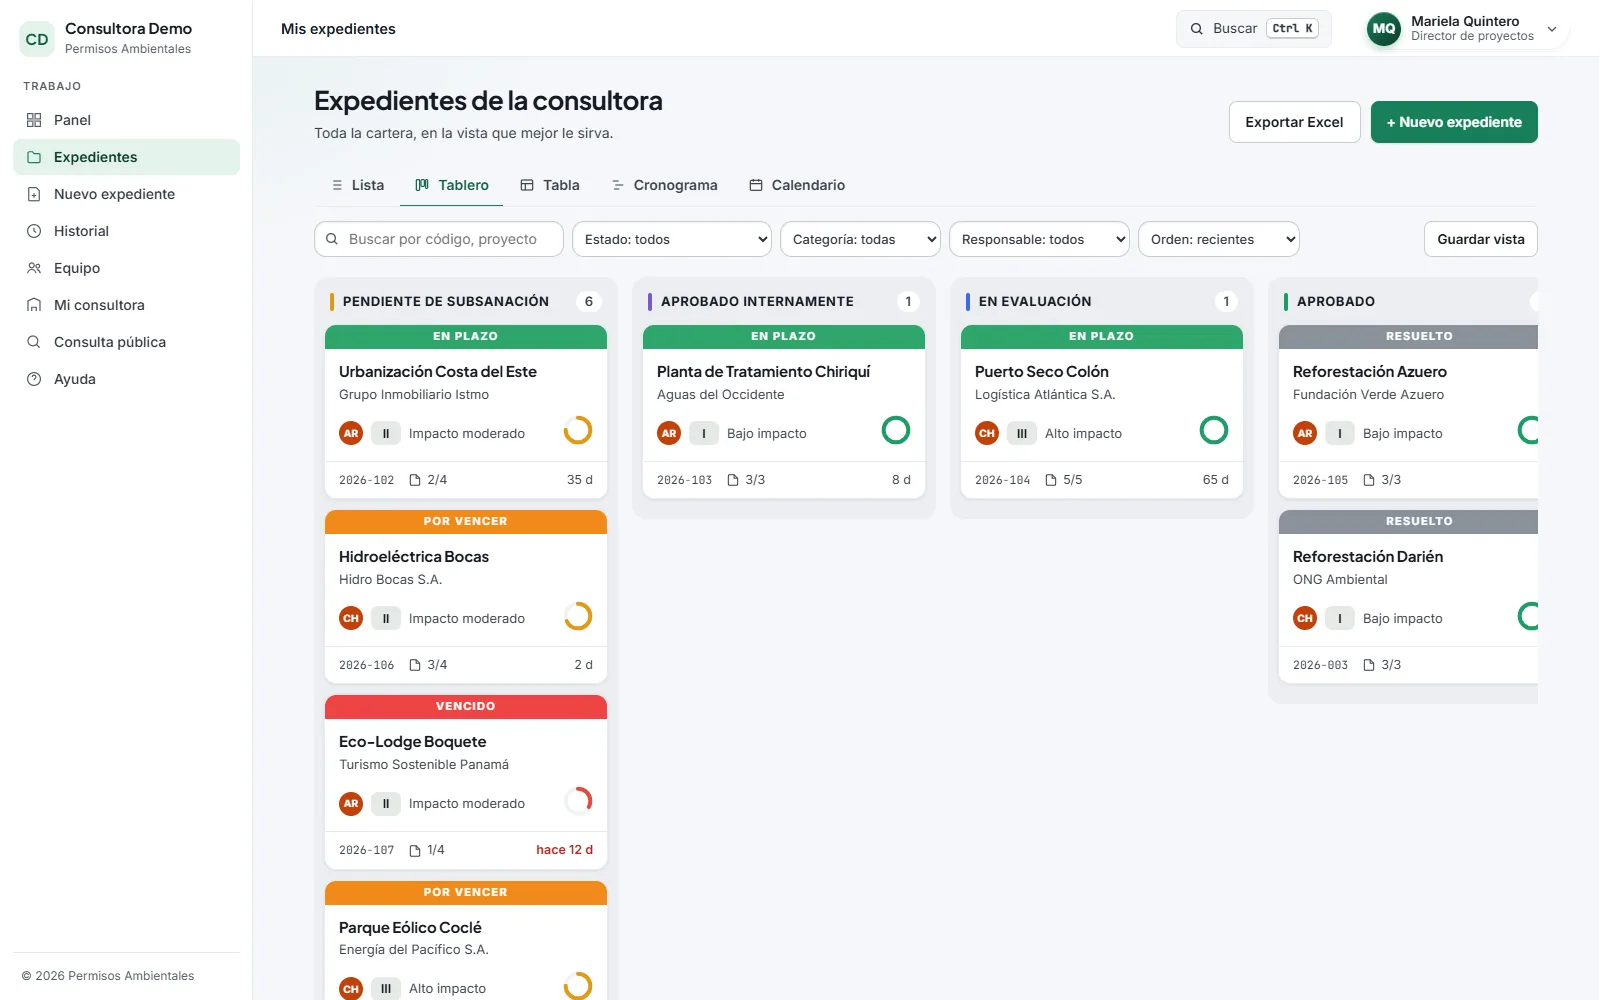 CD
Consultora Demo
Permisos Ambientales
TRABAJO
Panel
Expedientes
Nuevo expediente
Historial
Equipo
Mi consultora
Consulta pública
Ayuda
© 2026 Permisos Ambientales
Mis expedientes
Buscar Ctrl K
MQ
Mariela Quintero
Director de proyectos
Expedientes de la consultora
Toda la cartera, en la vista que mejor le sirva.
Exportar Excel
+ Nuevo expediente
Lista Tablero Tabla Cronograma Calendario
Buscar por código, proyecto
Estado: todos
Categoría: todas
Responsable: todos
Orden: recientes
Guardar vista
PENDIENTE DE SUBSANACIÓN 6
EN PLAZO
Urbanización Costa del Este
Grupo Inmobiliario Istmo
AR II Impacto moderado
2026-102 2/4 35 d
POR VENCER
Hidroeléctrica Bocas
Hidro Bocas S.A.
CH II Impacto moderado
2026-106 3/4 2 d
VENCIDO
Eco-Lodge Boquete
Turismo Sostenible Panamá
AR II Impacto moderado
2026-107 1/4 hace 12 d
POR VENCER
Parque Eólico Coclé
Energía del Pacífico S.A.
CH III Alto impacto
APROBADO INTERNAMENTE 1
EN PLAZO
Planta de Tratamiento Chiriquí
Aguas del Occidente
AR I Bajo impacto
2026-103 3/3 8 d
EN EVALUACIÓN 1
EN PLAZO
Puerto Seco Colón
Logística Atlántica S.A.
CH III Alto impacto
2026-104 5/5 65 d
APROBADO
RESUELTO
Reforestación Azuero
Fundación Verde Azuero
AR I Bajo impacto
2026-105 3/3
RESUELTO
Reforestación Darién
ONG Ambiental
CH I Bajo impacto
2026-003 3/3